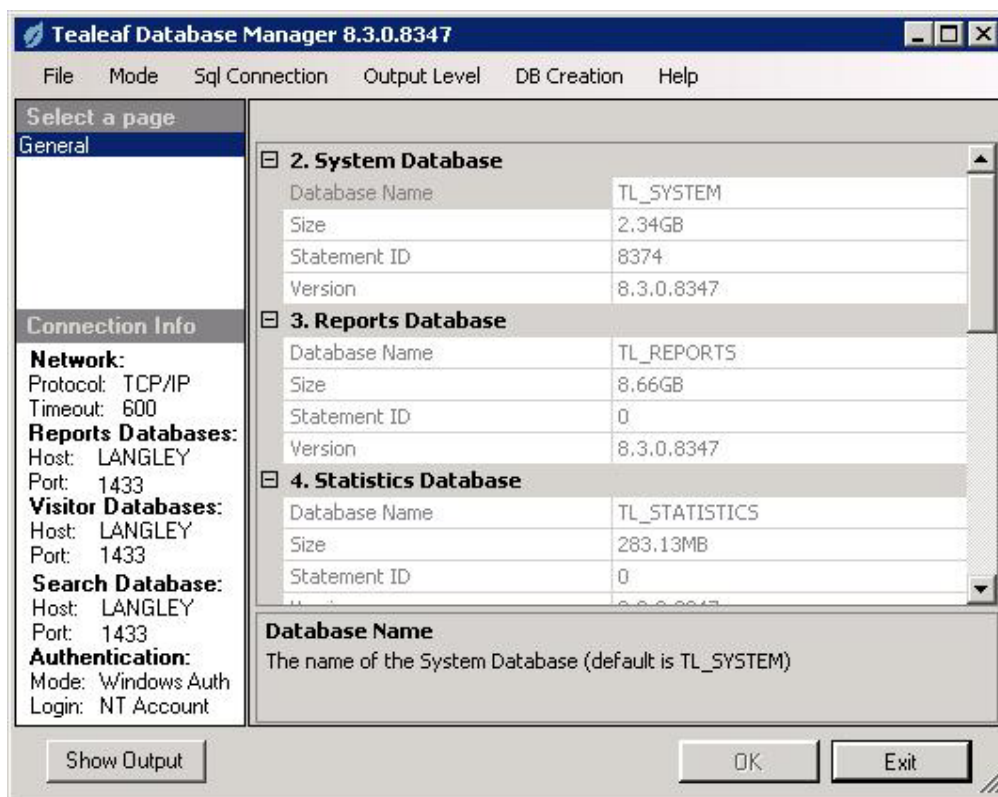 Tealeaf Database Manager 8.3.0.8347
File Mode Sql Connection Output Level DB Creation Help
Select a page
General
Connection Info
Network:
Protocol: TCP/IP
Timeout: 600
Reports Databases:
Host: LANGLEY
Port: 1433
Visitor Databases:
Host: LANGLEY
Port: 1433
Search Database:
Host: LANGLEY
Port: 1433
Authentication:
Mode: Windows Auth
Login: NT Account
2. System Database
Database Name TL_SYSTEM
Size 2.34GB
Statement ID 8374
Version 8.3.0.8347
3. Reports Database
Database Name TL_REPORTS
Size 8.66GB
Statement ID 0
Version 8.3.0.8347
4. Statistics Database
Database Name TL_STATISTICS
Size 283.13MB
Statement ID 0
Database Name
The name of the System Database (default is TL_SYSTEM)
Show Output
OK
Exit